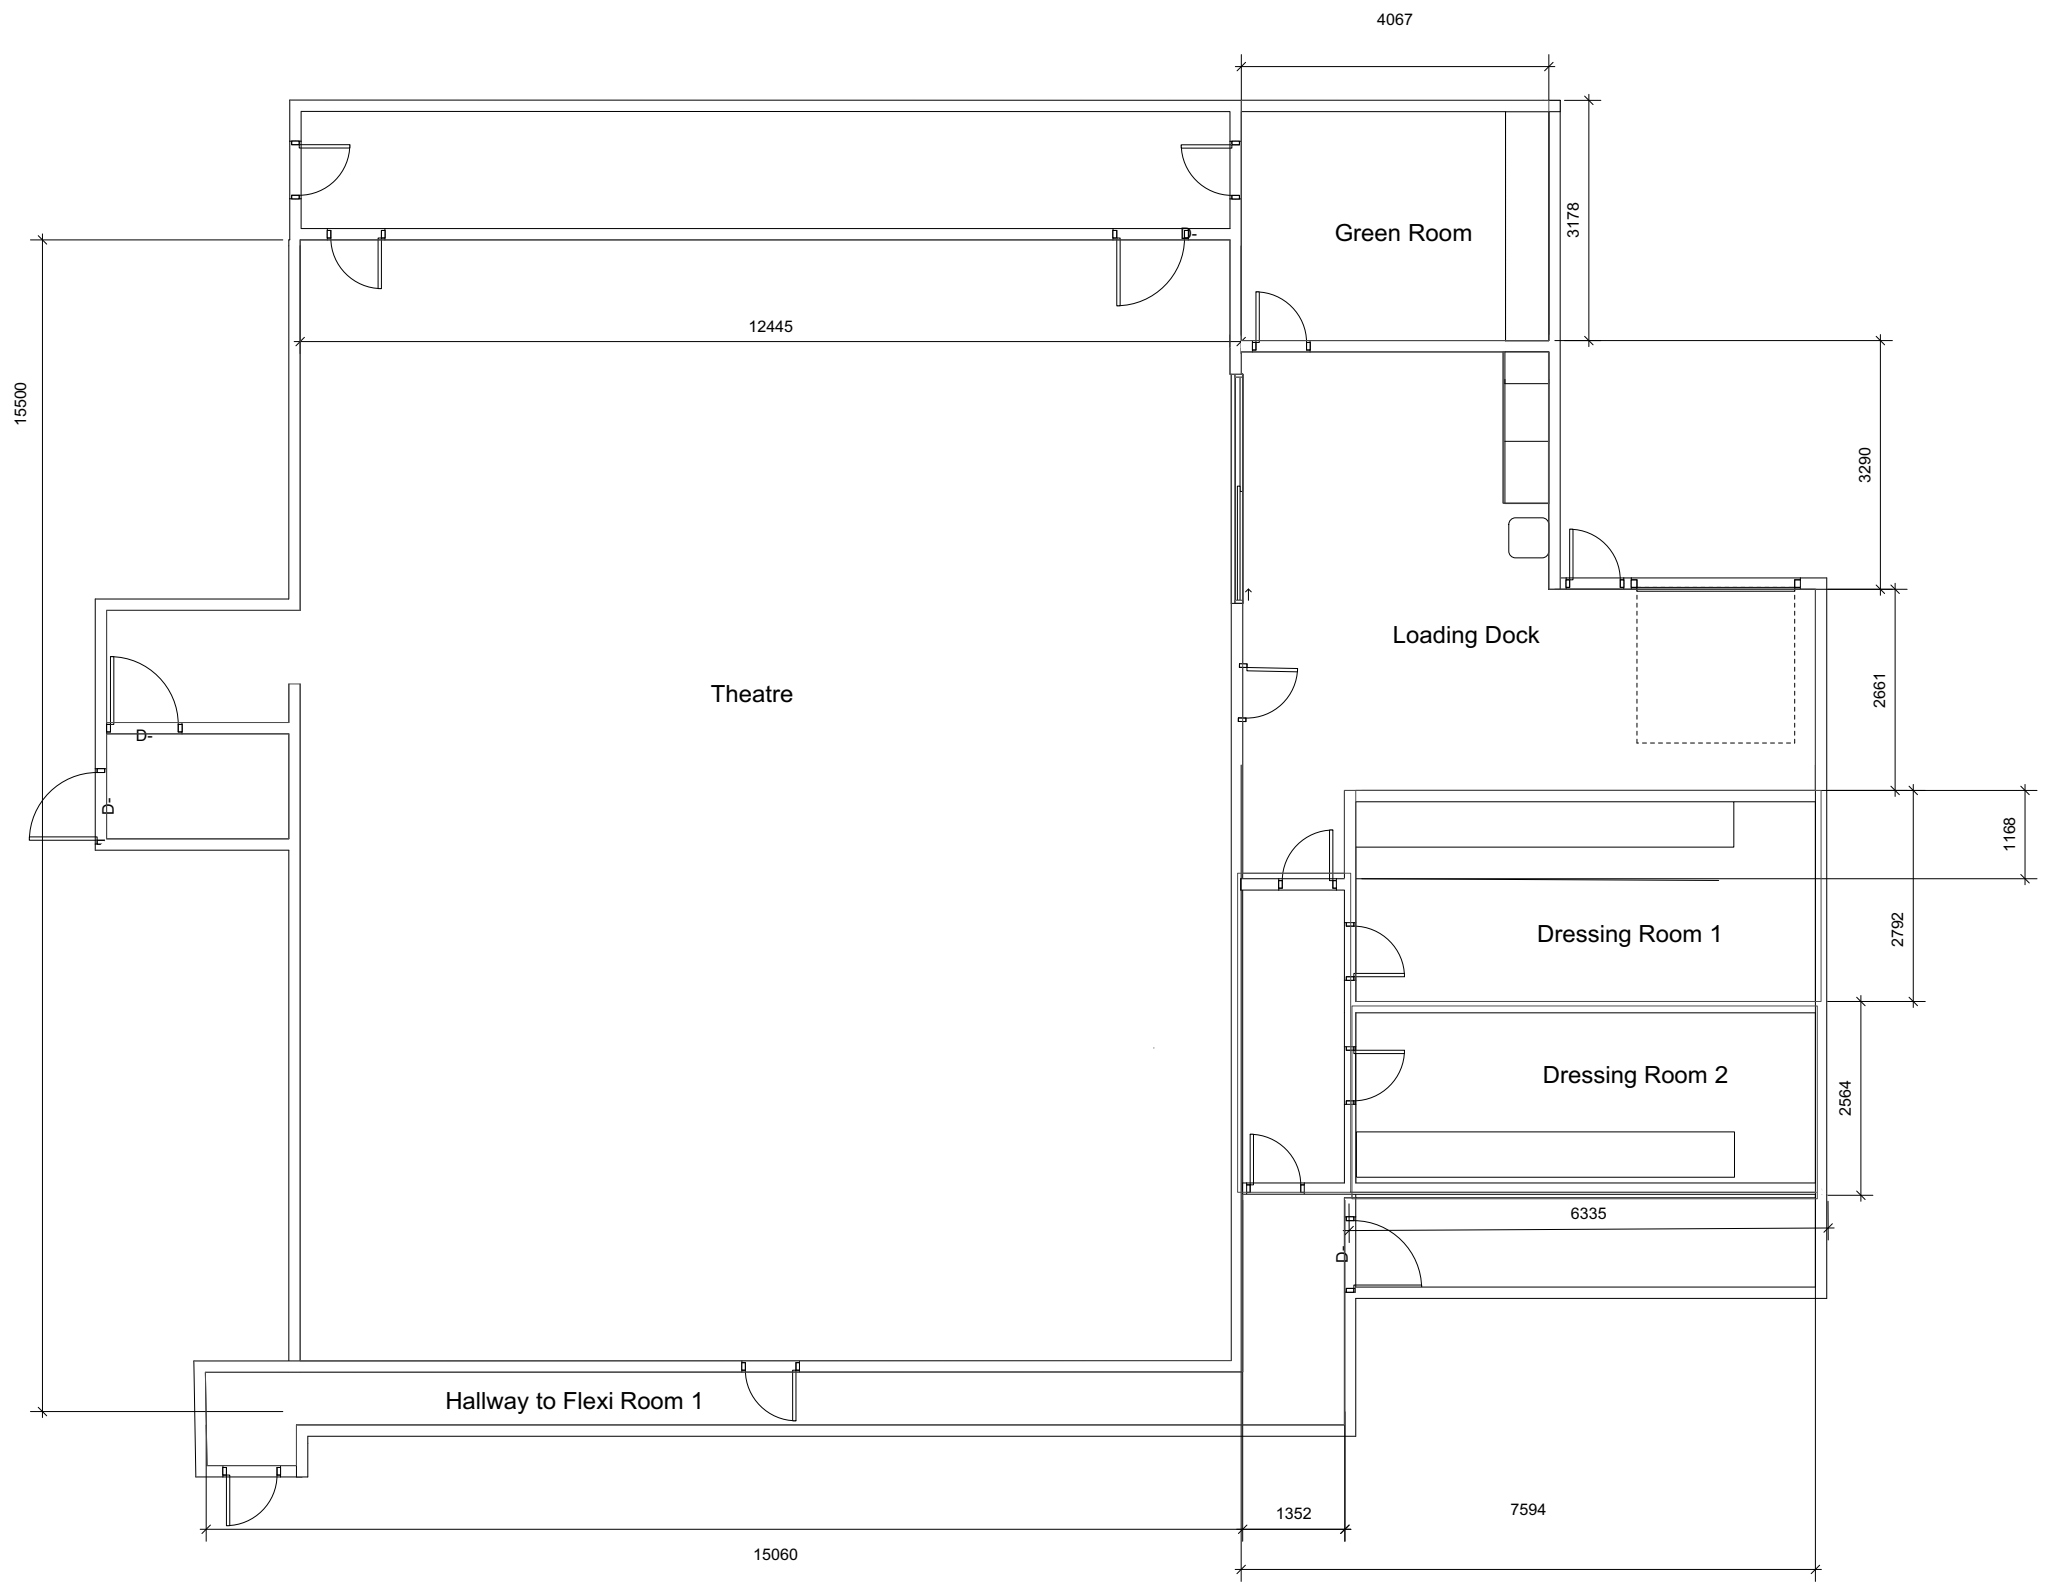 4067
3178
Green Room
D-
12445
15500
3290
Loading Dock
2661
Theatre
D-
D-
1168
2792
Dressing Room 1
Dressing Room 2
2564
6335
D-
Hallway to Flexi Room 1
1352
7594
15060